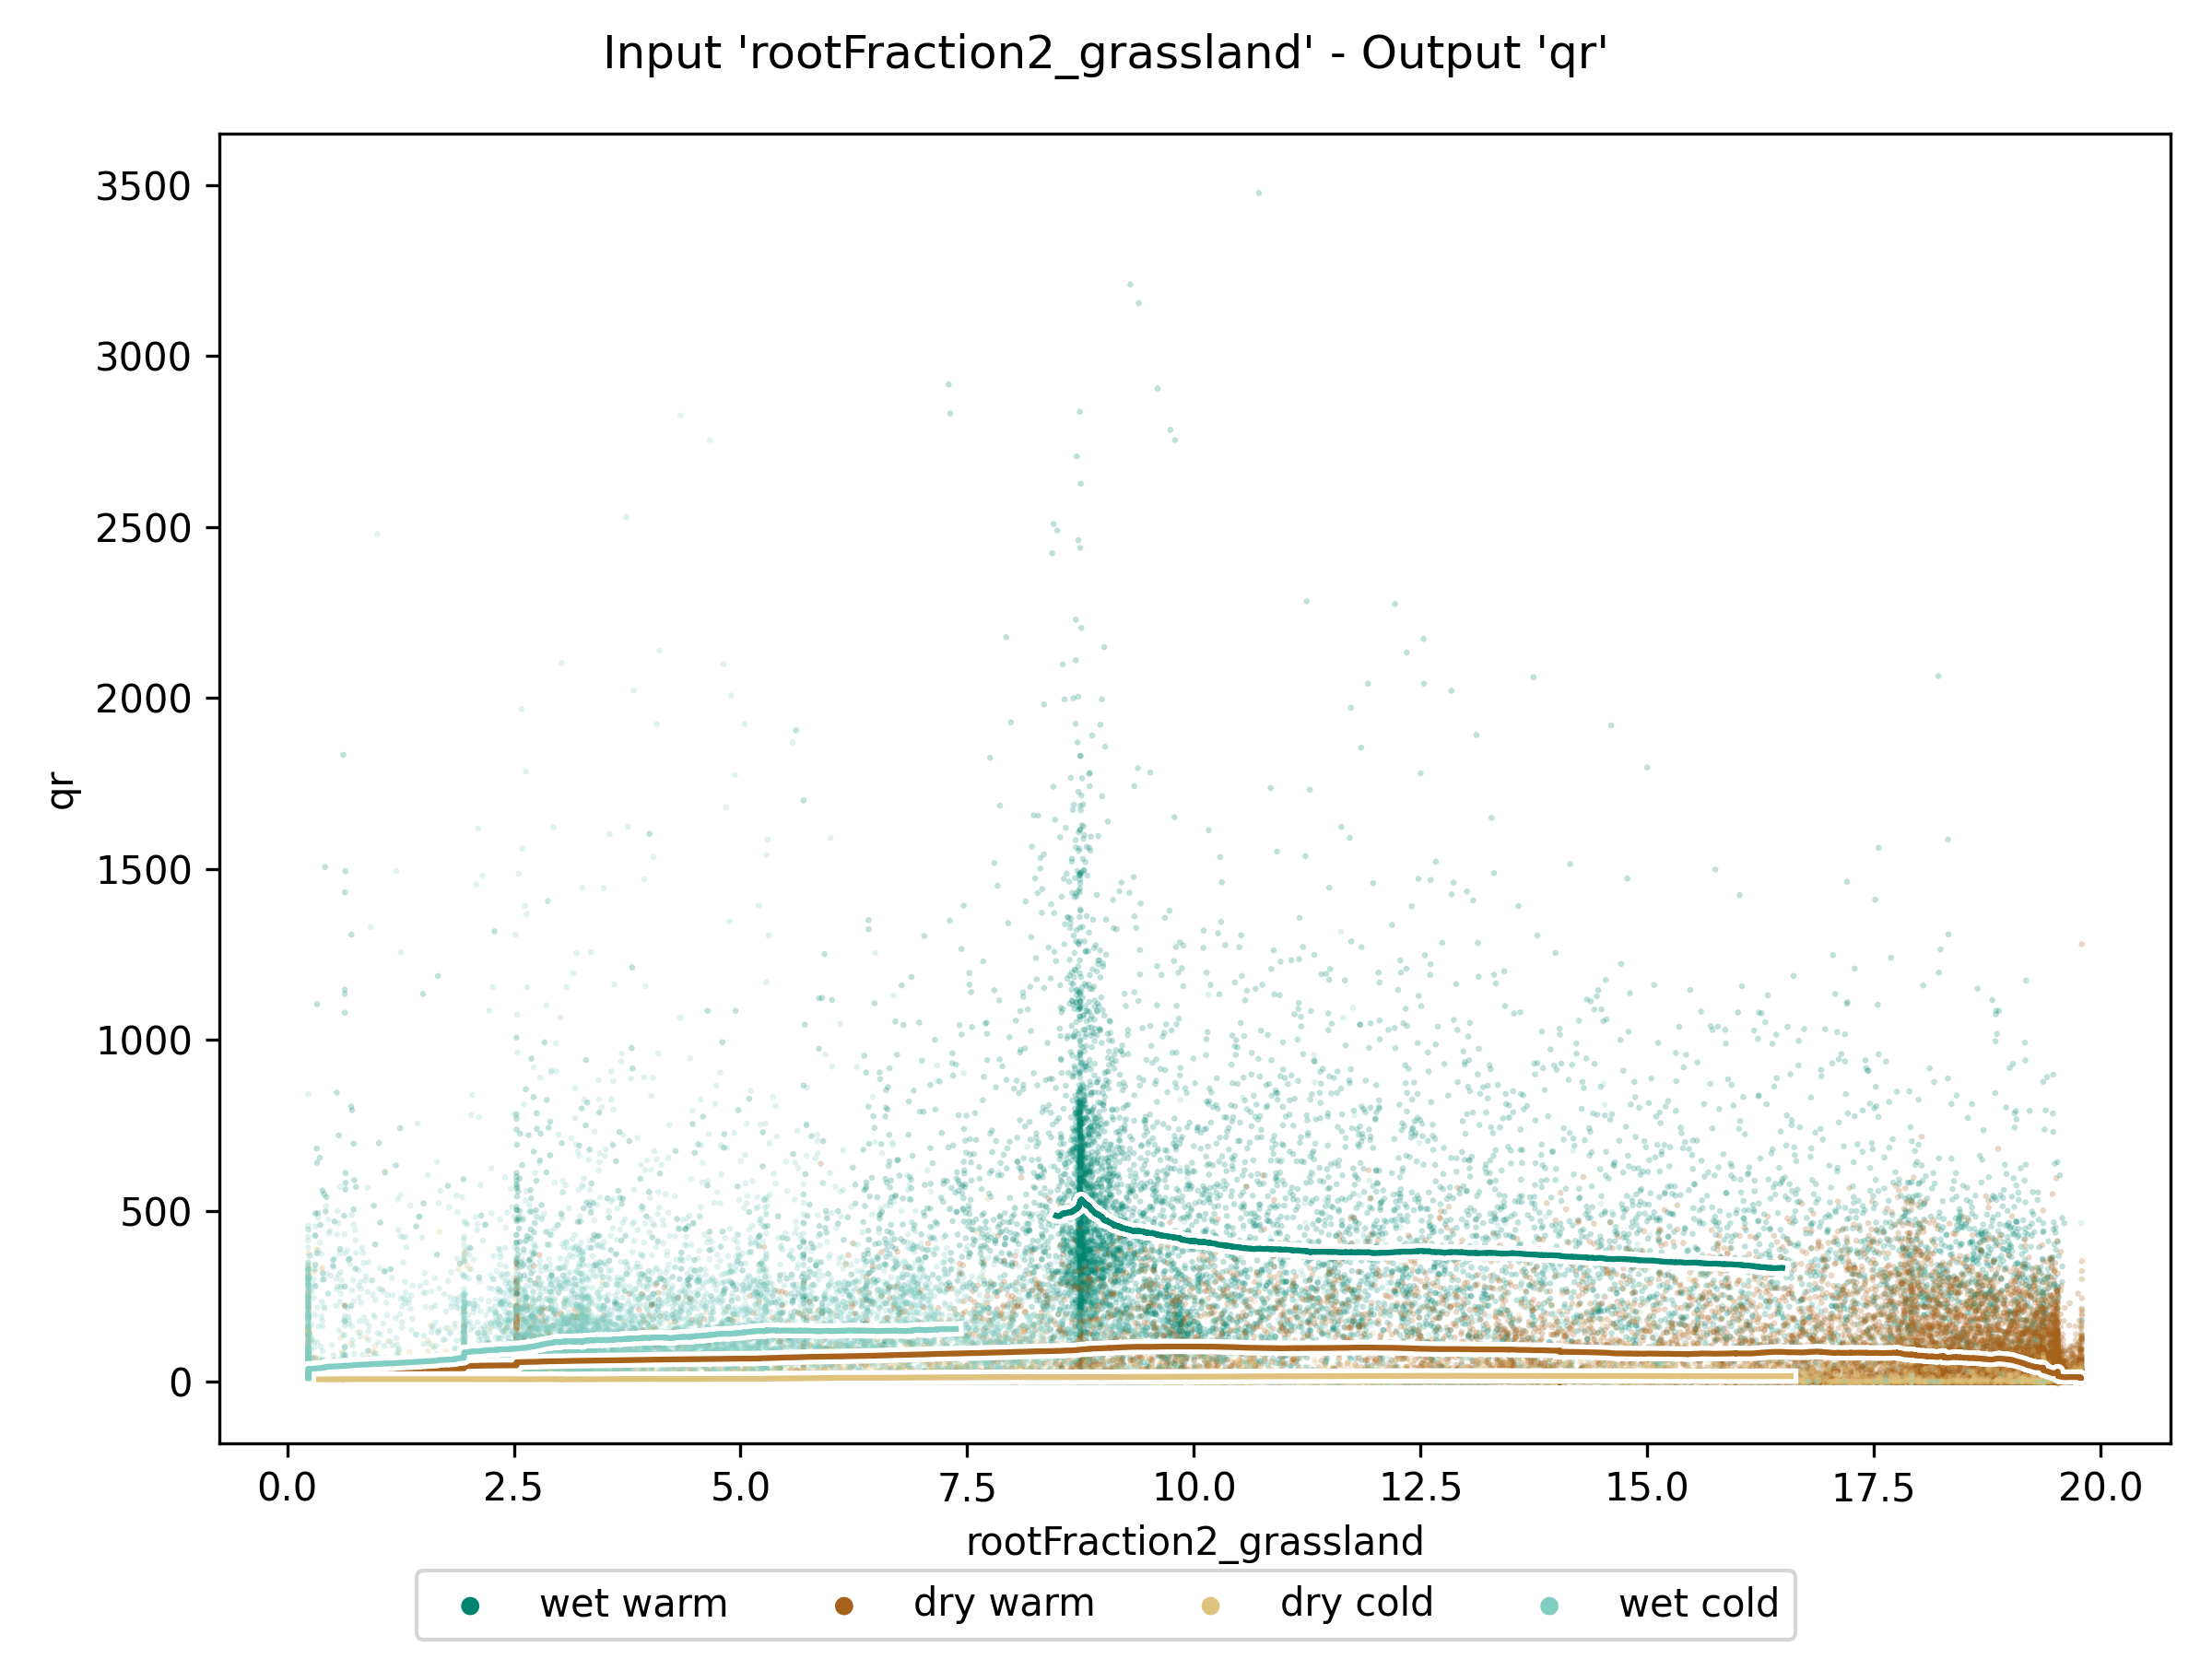 Input 'rootFraction2_grassland' - Output 'qr'
3500
3000
2500
2000
1500
1000
500
0
qr
0.0 2.5 5.0 7.5 10.0 12.5 15.0 17.5 20.0
rootFraction2_grassland
wet warm dry warm dry cold wet cold